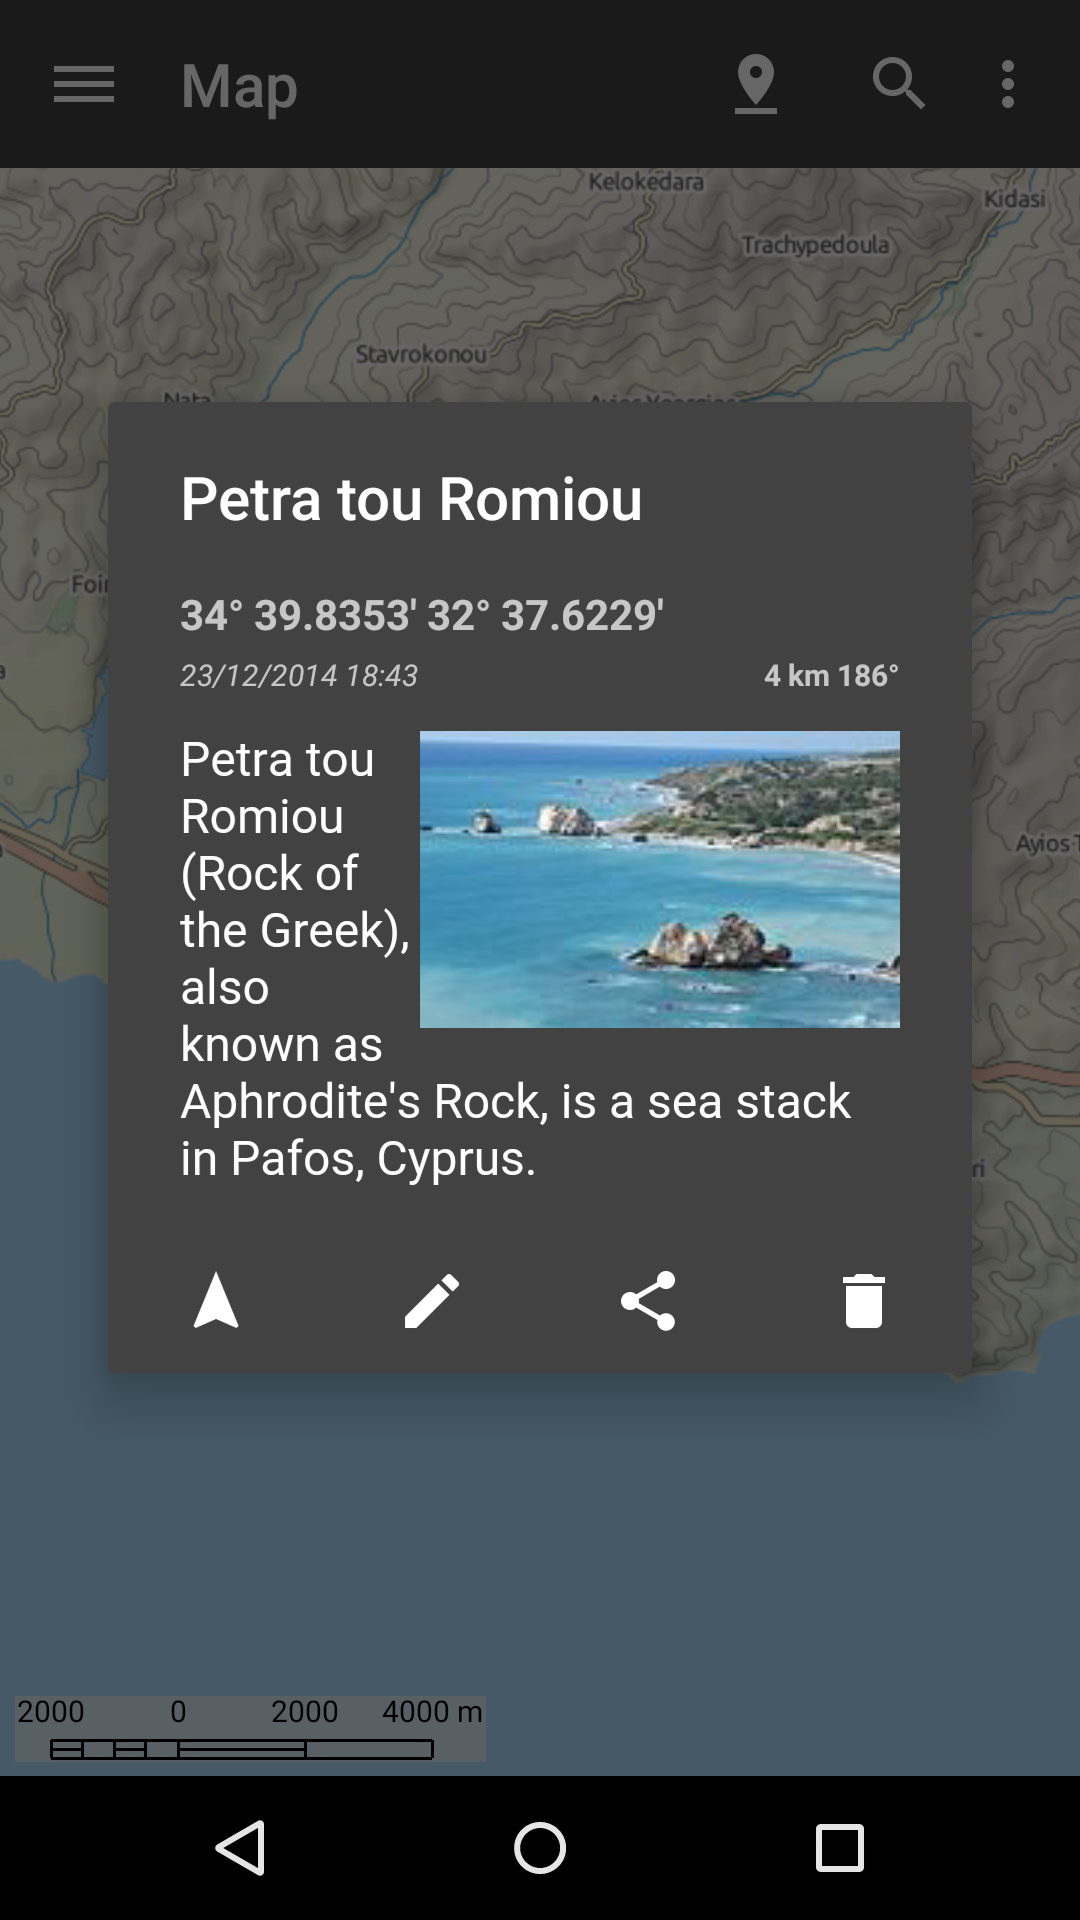 Map
Kelokedara
Kidasi
Trachypedoula
Stavrokonou
Nata
Petra tou Romiou
34° 39.8353' 32° 37.6229'
23/12/2014 18:43
4 km 186°
Petra tou
Romiou
(Rock of
the Greek),
also
known as
Aphrodite's Rock, is a sea stack
in Pafos, Cyprus.
Ayios
2000 0 2000 4000 m